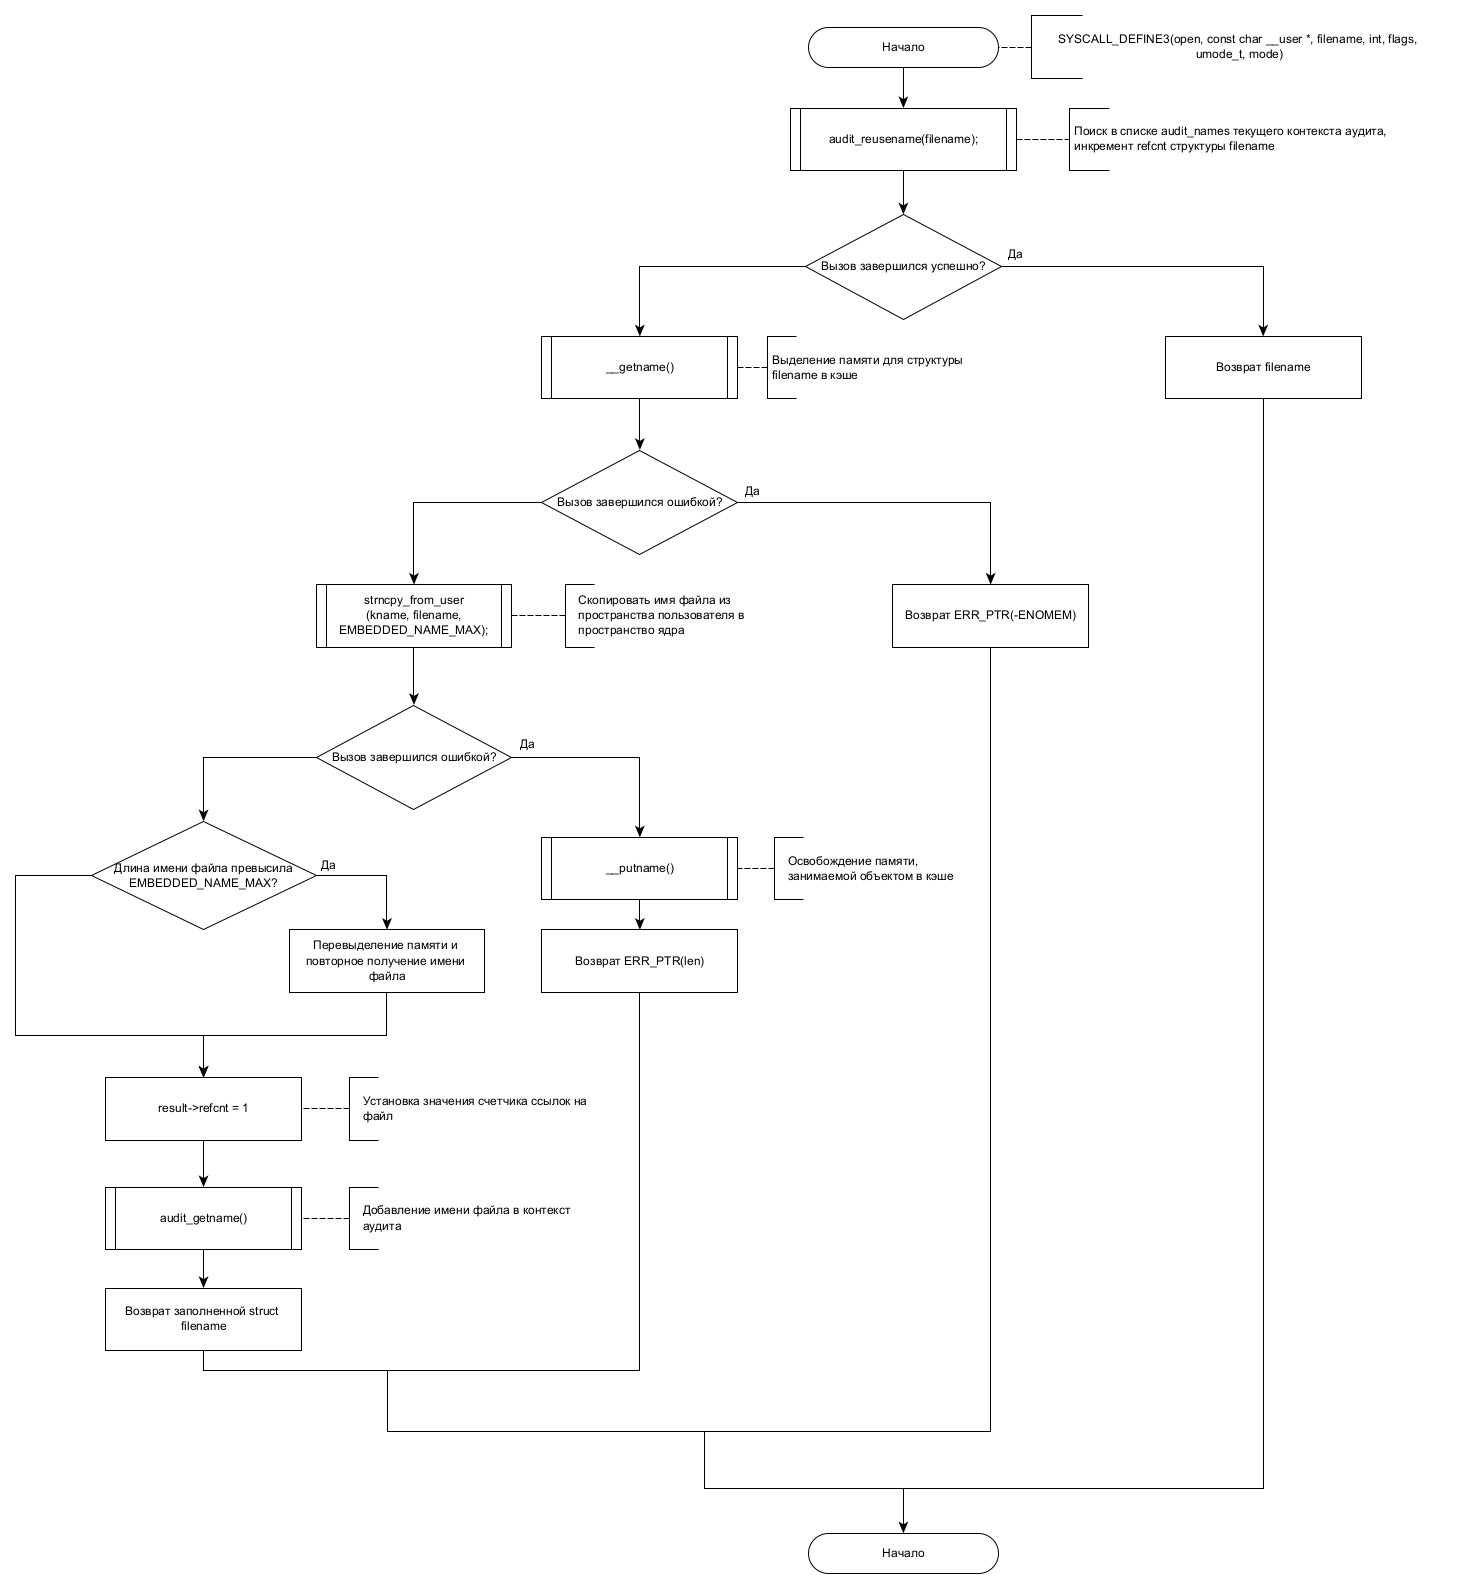 Начало
SYSCALL_DEFINE3(open, const char __user *, filename, int, flags,
umode_t, mode)
audit_reusename(filename);
Поиск в списке audit_names текущего контекста аудита,
инкремент refcnt структуры filename
Вызов завершился успешно?
Да
__getname()
Выделение памяти для структуры
filename в кэше
Возврат filename
Вызов завершился ошибкой?
Да
strncpy_from_user
(kname, filename,
EMBEDDED_NAME_MAX);
Скопировать имя файла из
пространства пользователя в
пространство ядра
Возврат ERR_PTR(-ENOMEM)
Вызов завершился ошибкой?
Да
Длина имени файла превысила
EMBEDDED_NAME_MAX?
Да
__putname()
Освобождение памяти,
занимаемой объектом в кэше
Перевыделение памяти и
повторное получение имени
файла
Возврат ERR_PTR(len)
result->refcnt = 1
Установка значения счетчика ссылок на
файл
audit_getname()
Добавление имени файла в контекст
аудита
Возврат заполненной struct
filename
Начало